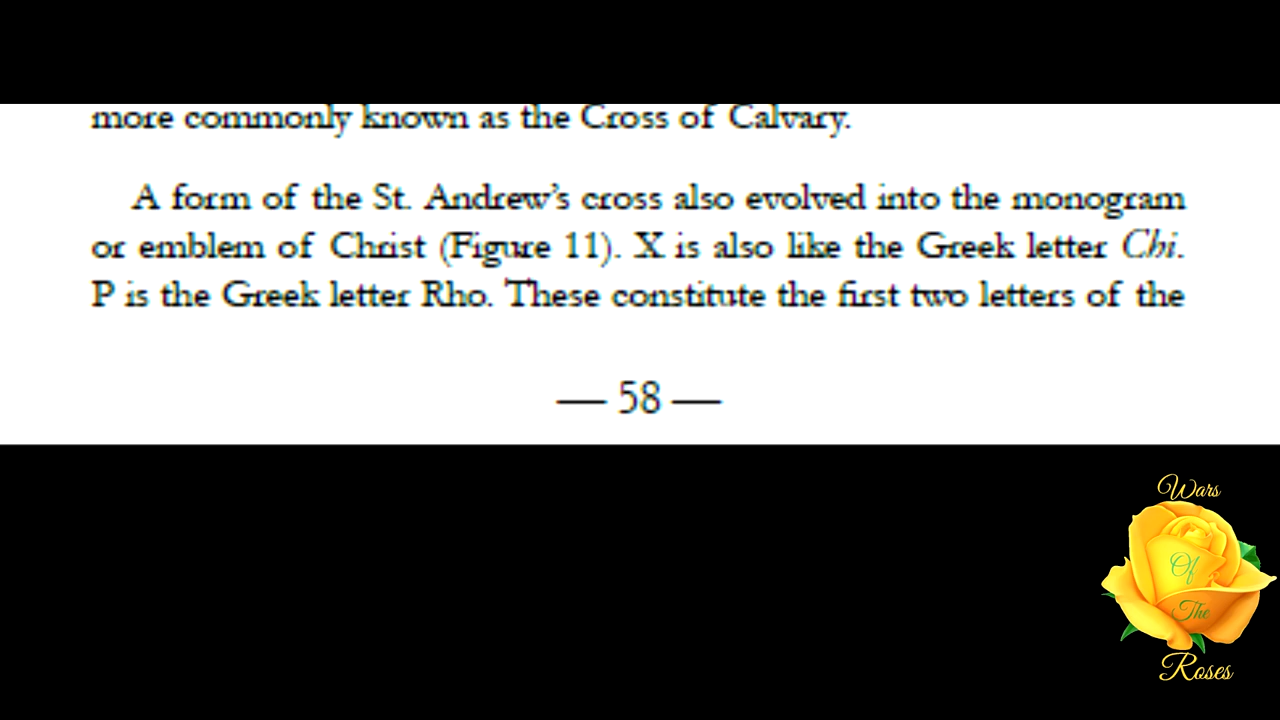 more commonly known as the Cross of Calvary.
A form of the St. Andrew’s cross also evolved into the monogram
or emblem of Christ (Figure 11). X is also like the Greek letter Chi.
P is the Greek letter Rho. These constitute the first two letters of the
— 58 —
Wars
Of
The
Roses